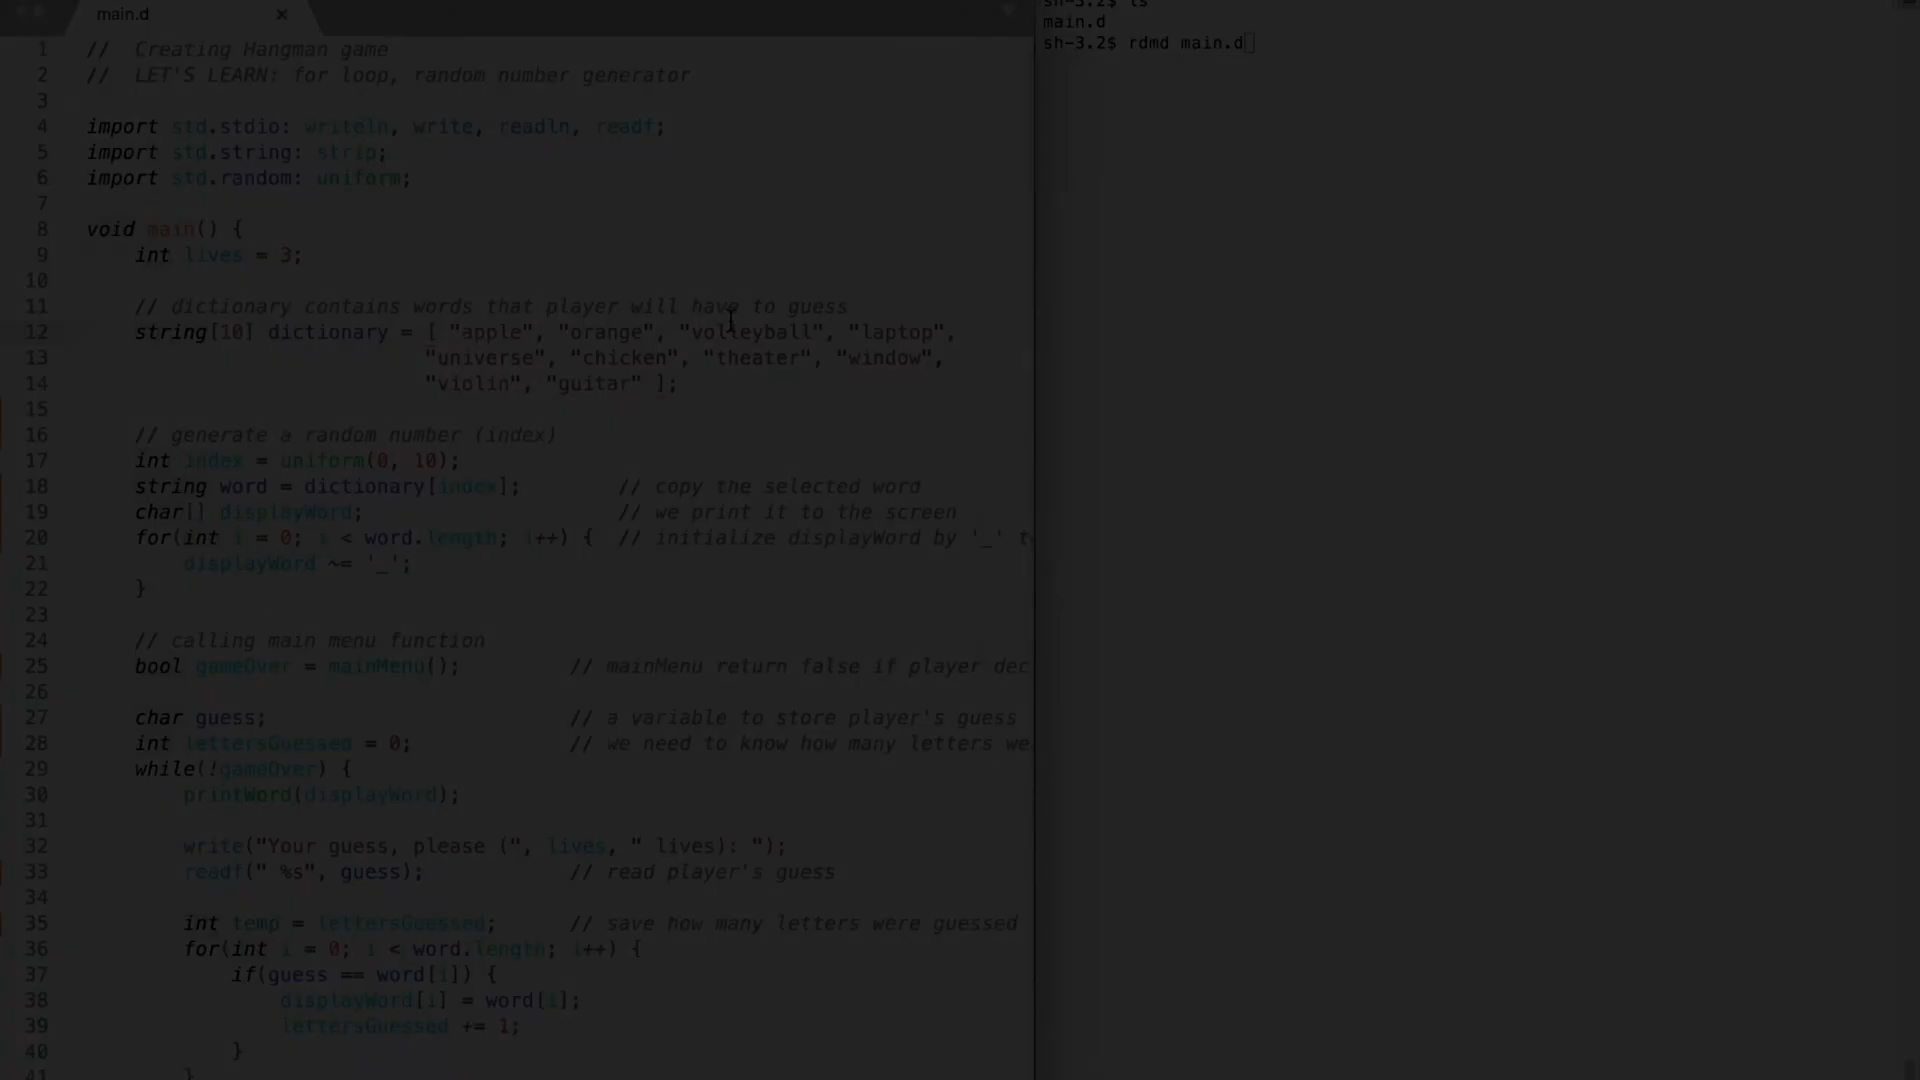 main.d ×
1 // Creating Hangman game
2 // LET'S LEARN: for loop, random number generator
3
4 import std.stdio: writeln, write, readln, readf;
5 import std.string: strip;
6 import std.random: uniform;
7
8 void main() {
9 int lives = 3;
10
11 // dictionary contains words that player will have to guess
12 string[10] dictionary = [ "apple", "orange", "volleyball", "laptop",
13 "universe", "chicken", "theater", "window",
14 "violin", "guitar" ];
15
16 // generate a random number (index)
17 int index = uniform(0, 10);
18 string word = dictionary[index]; // copy the selected word
19 char[] displayWord; // we print it to the screen
20 for(int i = 0; i < word.length; i++) { // initialize displayWord by '_' t
21 displayWord ~= '_';
22 }
23
24 // calling main menu function
25 bool gameOver = mainMenu(); // mainMenu return false if player dec
26
27 char guess; // a variable to store player's guess
28 int lettersGuessed = 0; // we need to know how many letters we
29 while(!gameOver) {
30 printWord(displayWord);
31
32 write("Your guess, please (", lives, " lives): ");
33 readf(" %s", guess); // read player's guess
34
35 int temp = lettersGuessed; // save how many letters were guessed
36 for(int i = 0; i < word.length; i++) {
37 if(guess == word[i]) {
38 displayWord[i] = word[i];
39 lettersGuessed += 1;
40 }
41 }
sh-3.2$ ls
main.d
sh-3.2$ rdmd main.d